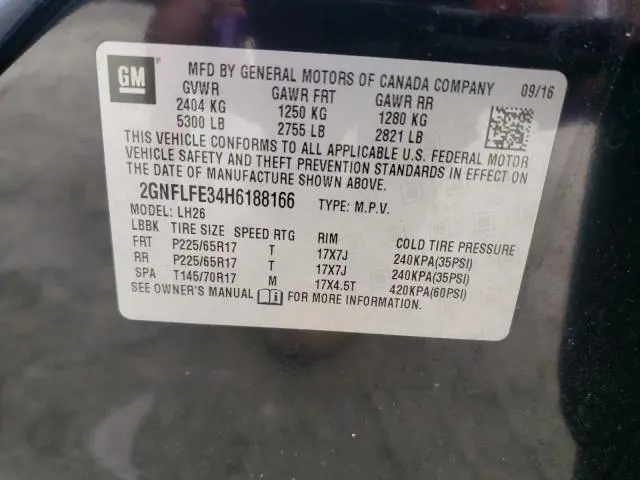 GM
MFD BY GENERAL MOTORS OF CANADA COMPANY 09/16
GVWR GAWR FRT GAWR RR
2404 KG 1250 KG 1280 KG
5300 LB 2755 LB 2821 LB
THIS VEHICLE CONFORMS TO ALL APPLICABLE U.S. FEDERAL MOTOR
VEHICLE SAFETY AND THEFT PREVENTION STANDARDS IN EFFECT ON
THE DATE OF MANUFACTURE SHOWN ABOVE.
2GNFLFE34H6188166 TYPE: M.P.V.
MODEL: LH26
LBBK TIRE SIZE SPEED RTG RIM COLD TIRE PRESSURE
FRT P225/65R17 T 17X7J 240KPA(35PSI)
RR P225/65R17 T 17X7J 240KPA(35PSI)
SPA T145/70R17 M 17X4.5T 420KPA(60PSI)
SEE OWNER'S MANUAL FOR MORE INFORMATION.